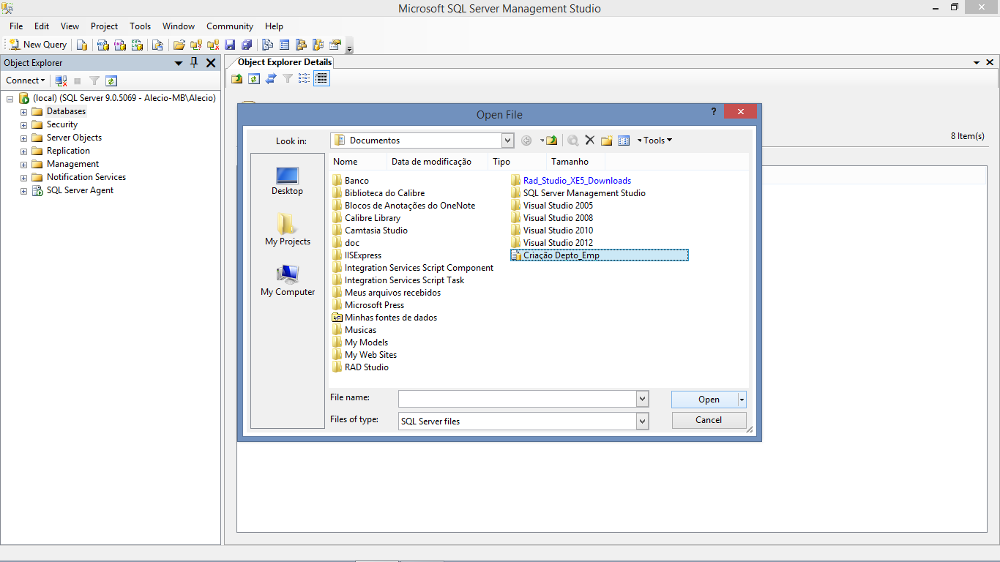 Microsoft SQL Server Management Studio
File Edit View Project Tools Window Community Help
New Query
Object Explorer
Connect
(local) (SQL Server 9.0.5069 - Alecio-MB\Alecio)
Databases
Security
Server Objects
Replication
Management
Notification Services
SQL Server Agent
Object Explorer Details
8 Item(s)
Open File
?
Look in: Documentos Tools
Desktop
My Projects
My Computer
Nome Data de modificação Tipo Tamanho
Banco
Biblioteca do Calibre
Blocos de Anotações do OneNote
Calibre Library
Camtasia Studio
doc
IISExpress
Integration Services Script Component
Integration Services Script Task
Meus arquivos recebidos
Microsoft Press
Minhas fontes de dados
Musicas
My Models
My Web Sites
RAD Studio
Rad_Studio_XE5_Downloads
SQL Server Management Studio
Visual Studio 2005
Visual Studio 2008
Visual Studio 2010
Visual Studio 2012
Criação Depto_Emp
File name: Open
Files of type: SQL Server files Cancel